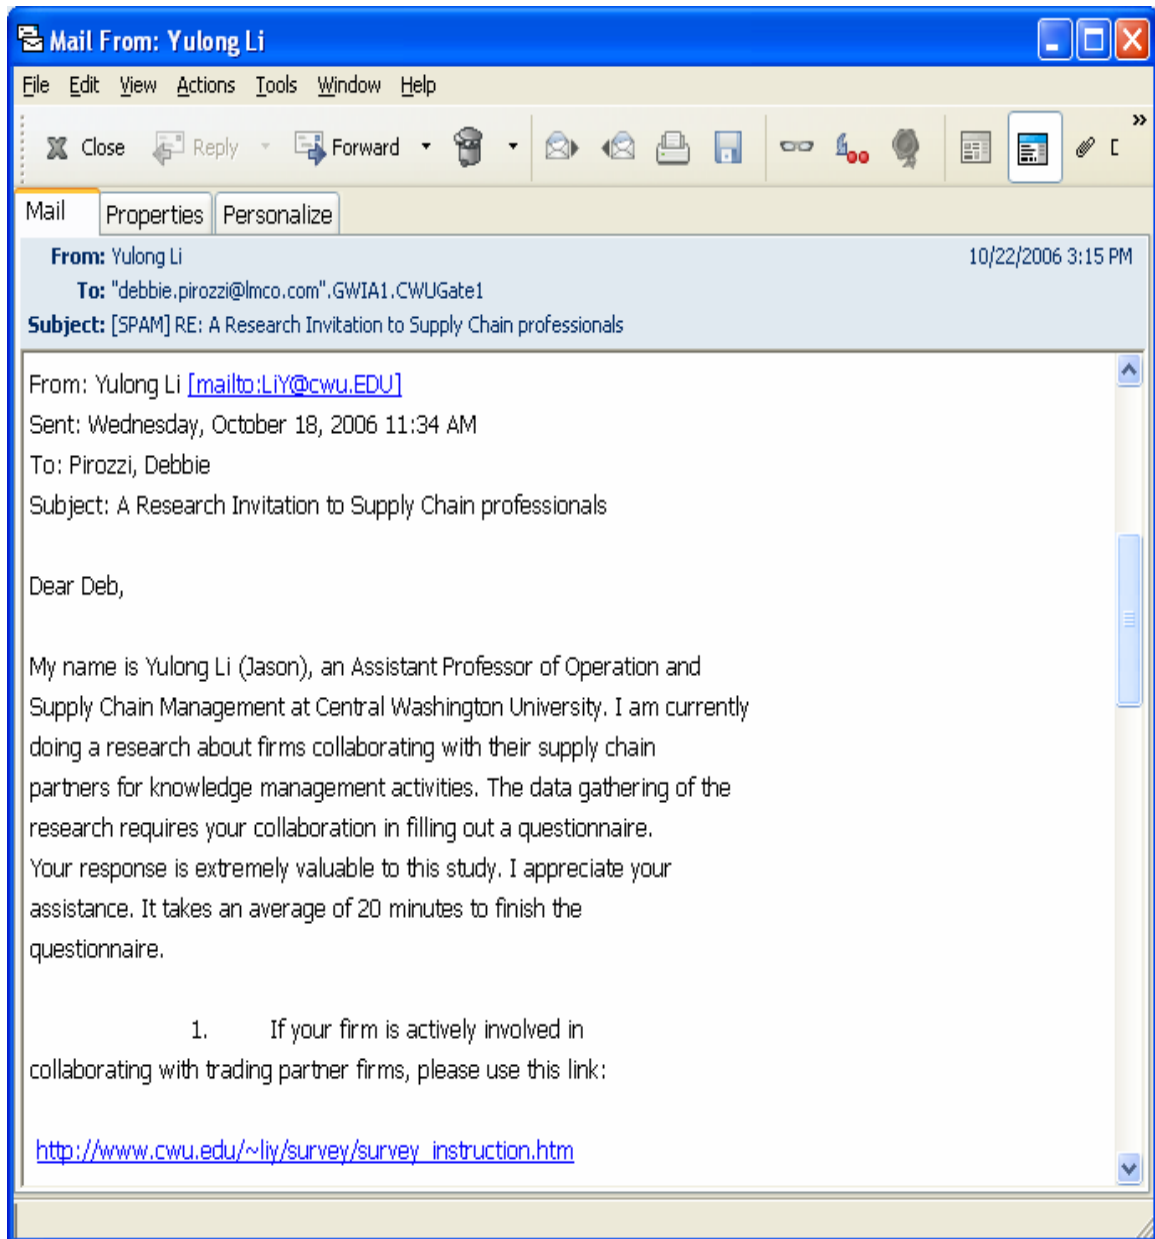 Mail From: Yulong Li
File Edit View Actions Tools Window Help
Close Reply Forward
Mail Properties Personalize
From: Yulong Li 10/22/2006 3:15 PM
To: "debbie.pirozzi@lmco.com".GWIA1.CWUGate1
Subject: [SPAM] RE: A Research Invitation to Supply Chain professionals
From: Yulong Li [mailto:LiY@cwu.EDU]
Sent: Wednesday, October 18, 2006 11:34 AM
To: Pirozzi, Debbie
Subject: A Research Invitation to Supply Chain professionals
Dear Deb,
My name is Yulong Li (Jason), an Assistant Professor of Operation and
Supply Chain Management at Central Washington University. I am currently
doing a research about firms collaborating with their supply chain
partners for knowledge management activities. The data gathering of the
research requires your collaboration in filling out a questionnaire.
Your response is extremely valuable to this study. I appreciate your
assistance. It takes an average of 20 minutes to finish the
questionnaire.
1. If your firm is actively involved in
collaborating with trading partner firms, please use this link:
http://www.cwu.edu/~liy/survey/survey_instruction.htm